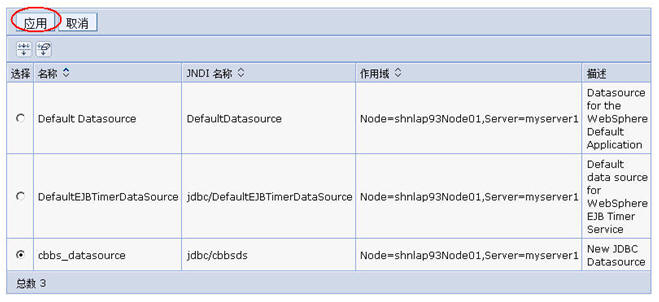 应用 取消
选择 名称 JNDI 名称 作用域 描述
Default Datasource DefaultDatasource Node=shnlap93Node01,Server=myserver1 Datasource
for the
WebSphere
Default
Application
DefaultEJBTimerDataSource jdbc/DefaultEJBTimerDataSource Node=shnlap93Node01,Server=myserver1 Default
data source
for
WebSphere
EJB Timer
Service
cbbs_datasource jdbc/cbbsds Node=shnlap93Node01,Server=myserver1 New JDBC
Datasource
总数 3